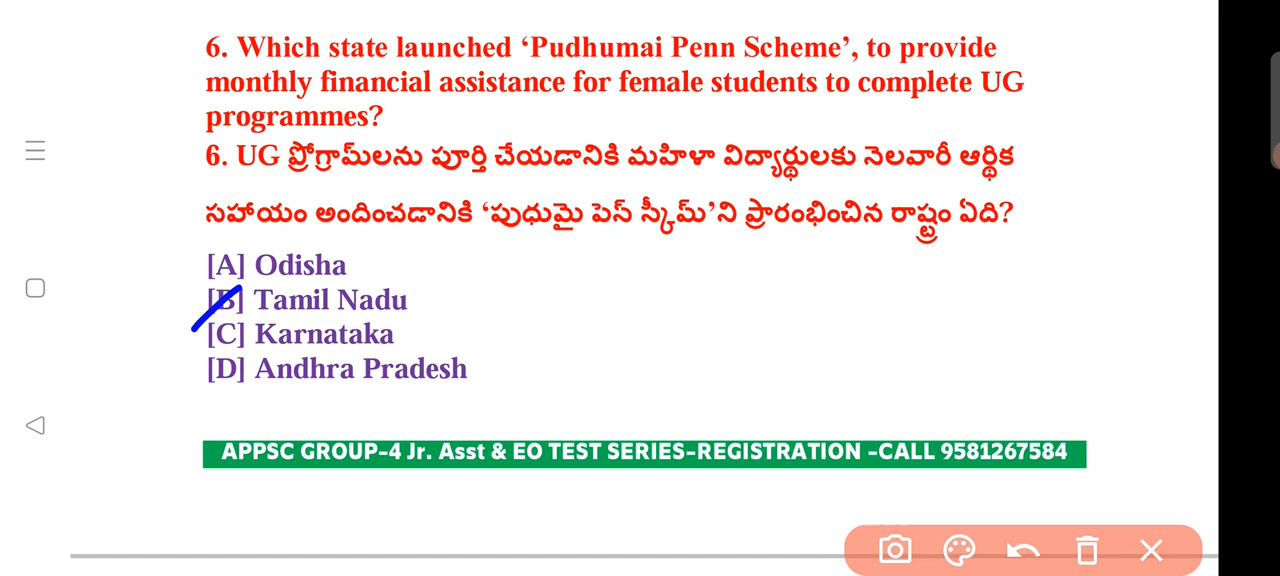 6. Which state launched ‘Pudhumai Penn Scheme’, to provide
monthly financial assistance for female students to complete UG
programmes?
6. UG ప్రోగ్రామ్‌లను పూర్తి చేయడానికి మహిళా విద్యార్థులకు నెలవారీ ఆర్థిక
సహాయం అందించడానికి ‘పుధుమై పెన్ స్కీమ్’ని ప్రారంభించిన రాష్ట్రం ఏది?
[A] Odisha
[B] Tamil Nadu
[C] Karnataka
[D] Andhra Pradesh
APPSC GROUP-4 Jr. Asst & EO TEST SERIES-REGISTRATION -CALL 9581267584